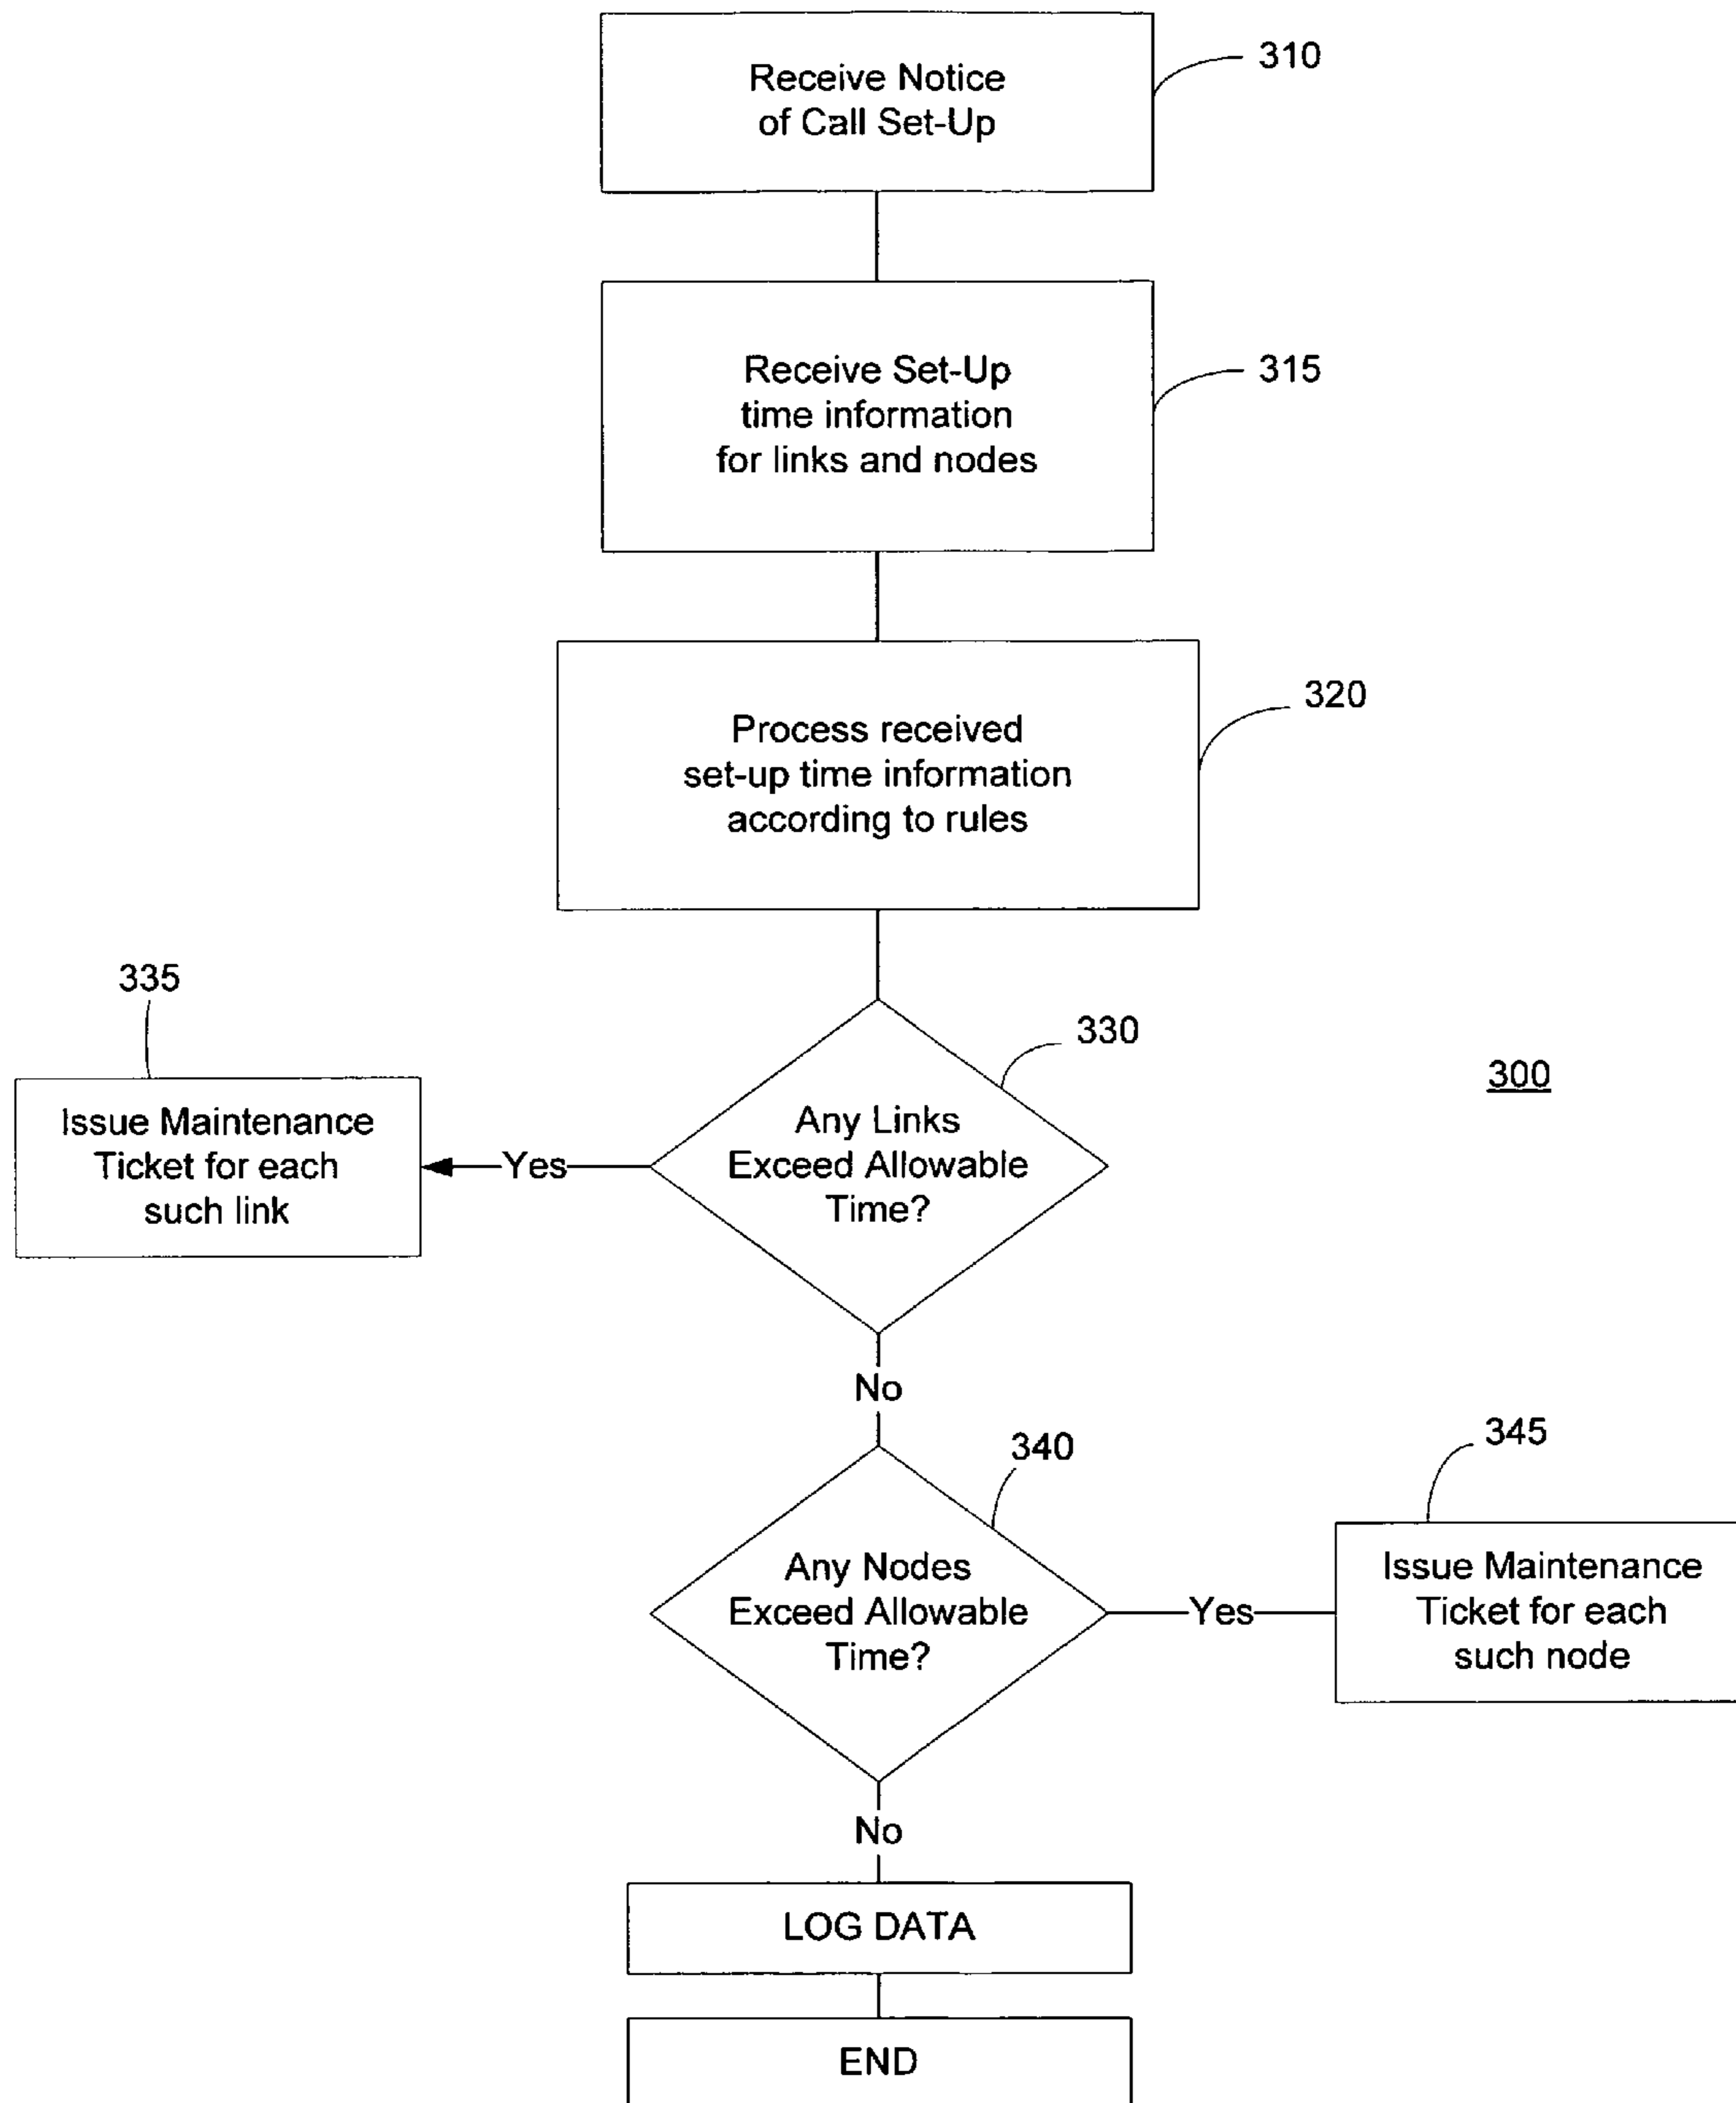 Receive Notice
of Call Set-Up
310
Receive Set-Up
time information
for links and nodes
315
Process received
set-up time information
according to rules
320
335
Issue Maintenance
Ticket for each
such link
Yes
Any Links
Exceed Allowable
Time?
330
300
No
340
Any Nodes
Exceed Allowable
Time?
Yes
345
Issue Maintenance
Ticket for each
such node
No
LOG DATA
END